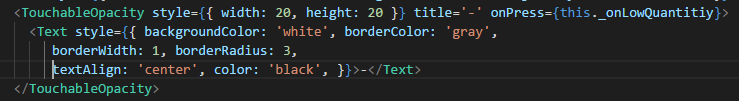 <TouchableOpacity style={{ width: 20, height: 20 }} title='-' onPress={this._onLowQuantitiy}>
<Text style={{ backgroundColor: 'white', borderColor: 'gray',
borderWidth: 1, borderRadius: 3,
textAlign: 'center', color: 'black', }}>-</Text>
</TouchableOpacity>